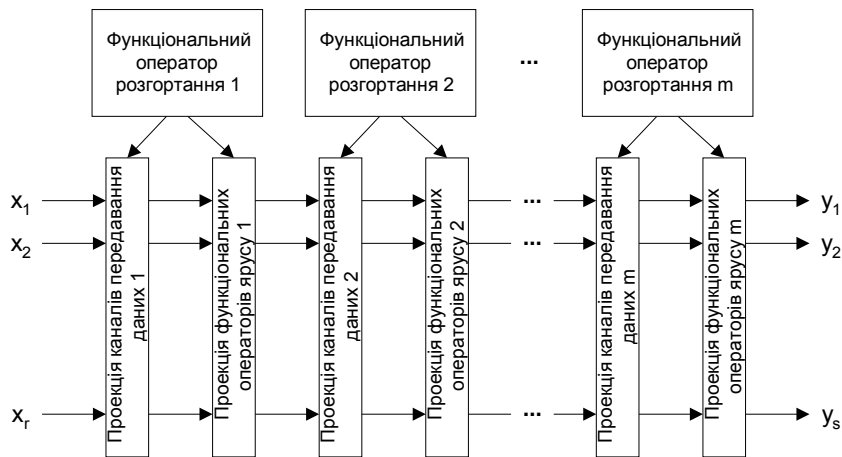 Функціональний
оператор
розгортання 1
Функціональний
оператор
розгортання 2
...
Функціональний
оператор
розгортання m
x1
x2
xr
Проекція каналів передавання
даних 1
Проекція функціональних
операторів ярусу 1
Проекція каналів передавання
даних 2
Проекція функціональних
операторів ярусу 2
...
...
...
Проекція каналів передавання
даних m
Проекція функціональних
операторів ярусу m
y1
y2
ys